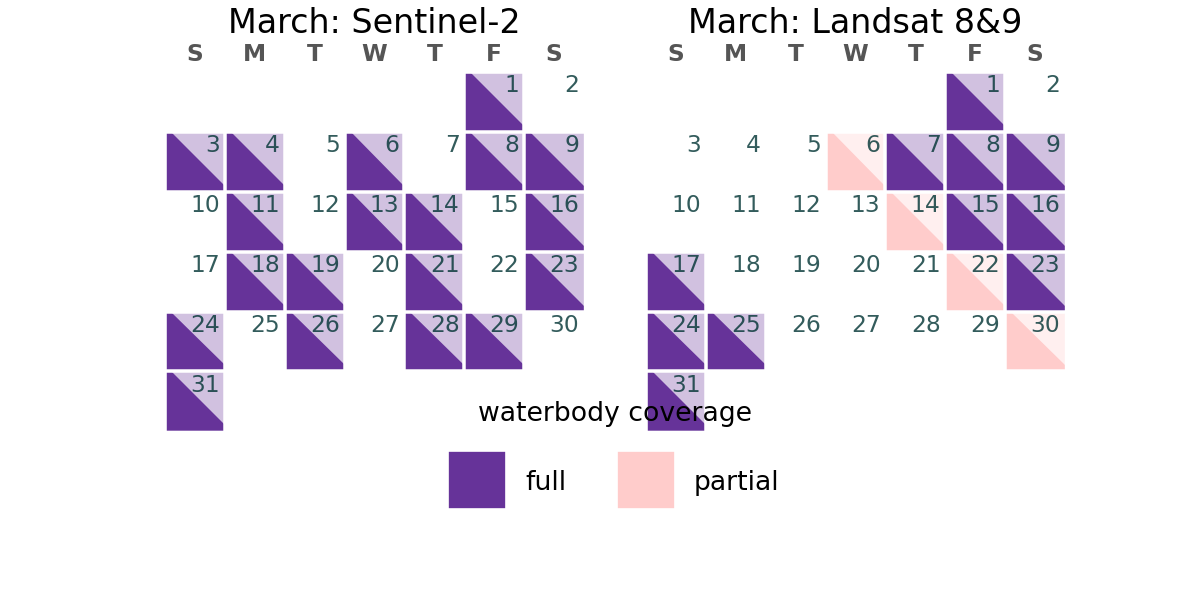 March: Sentinel-2
S M T W T F S
1 2
3 4 5 6 7 8 9
10 11 12 13 14 15 16
17 18 19 20 21 22 23
24 25 26 27 28 29 30
31
March: Landsat 8&9
S M T W T F S
1 2
3 4 5 6 7 8 9
10 11 12 13 14 15 16
17 18 19 20 21 22 23
24 25 26 27 28 29 30
31
waterbody coverage
full partial